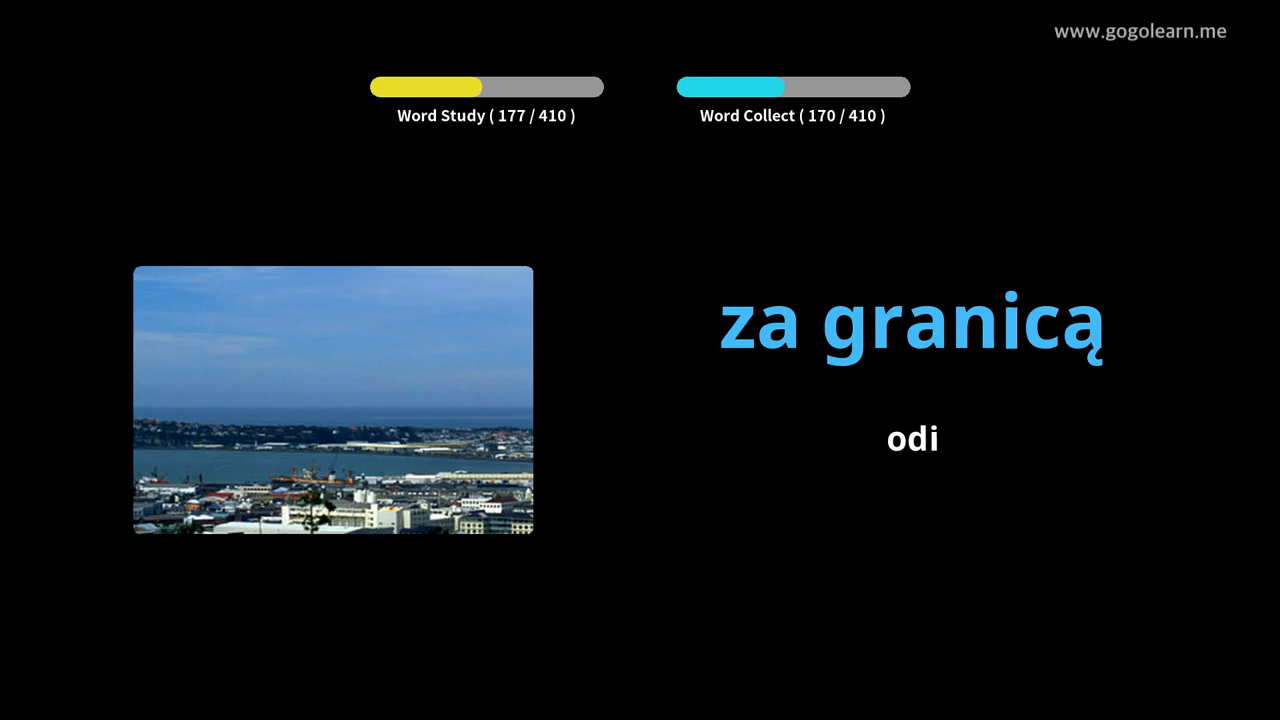 www.gogolearn.me
Word Study ( 177 / 410 )
Word Collect ( 170 / 410 )
za granicą
odi